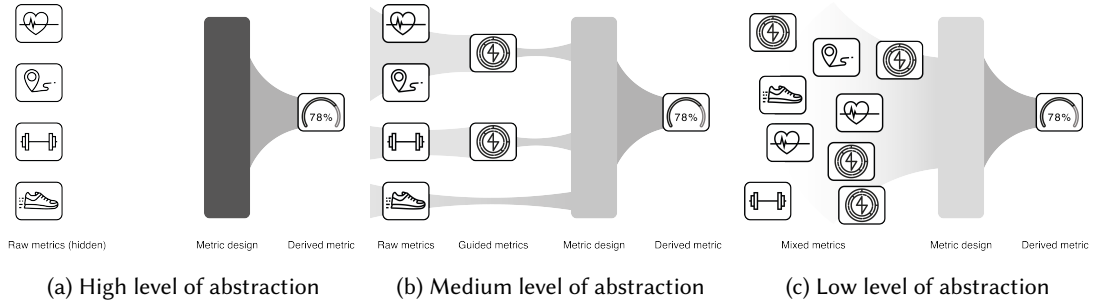 78%
78%
78%
Raw metrics (hidden)
Metric design
Derived metric
Raw metrics
Guided metrics
Metric design
Derived metric
Mixed metrics
Metric design
Derived metric
(a) High level of abstraction
(b) Medium level of abstraction
(c) Low level of abstraction